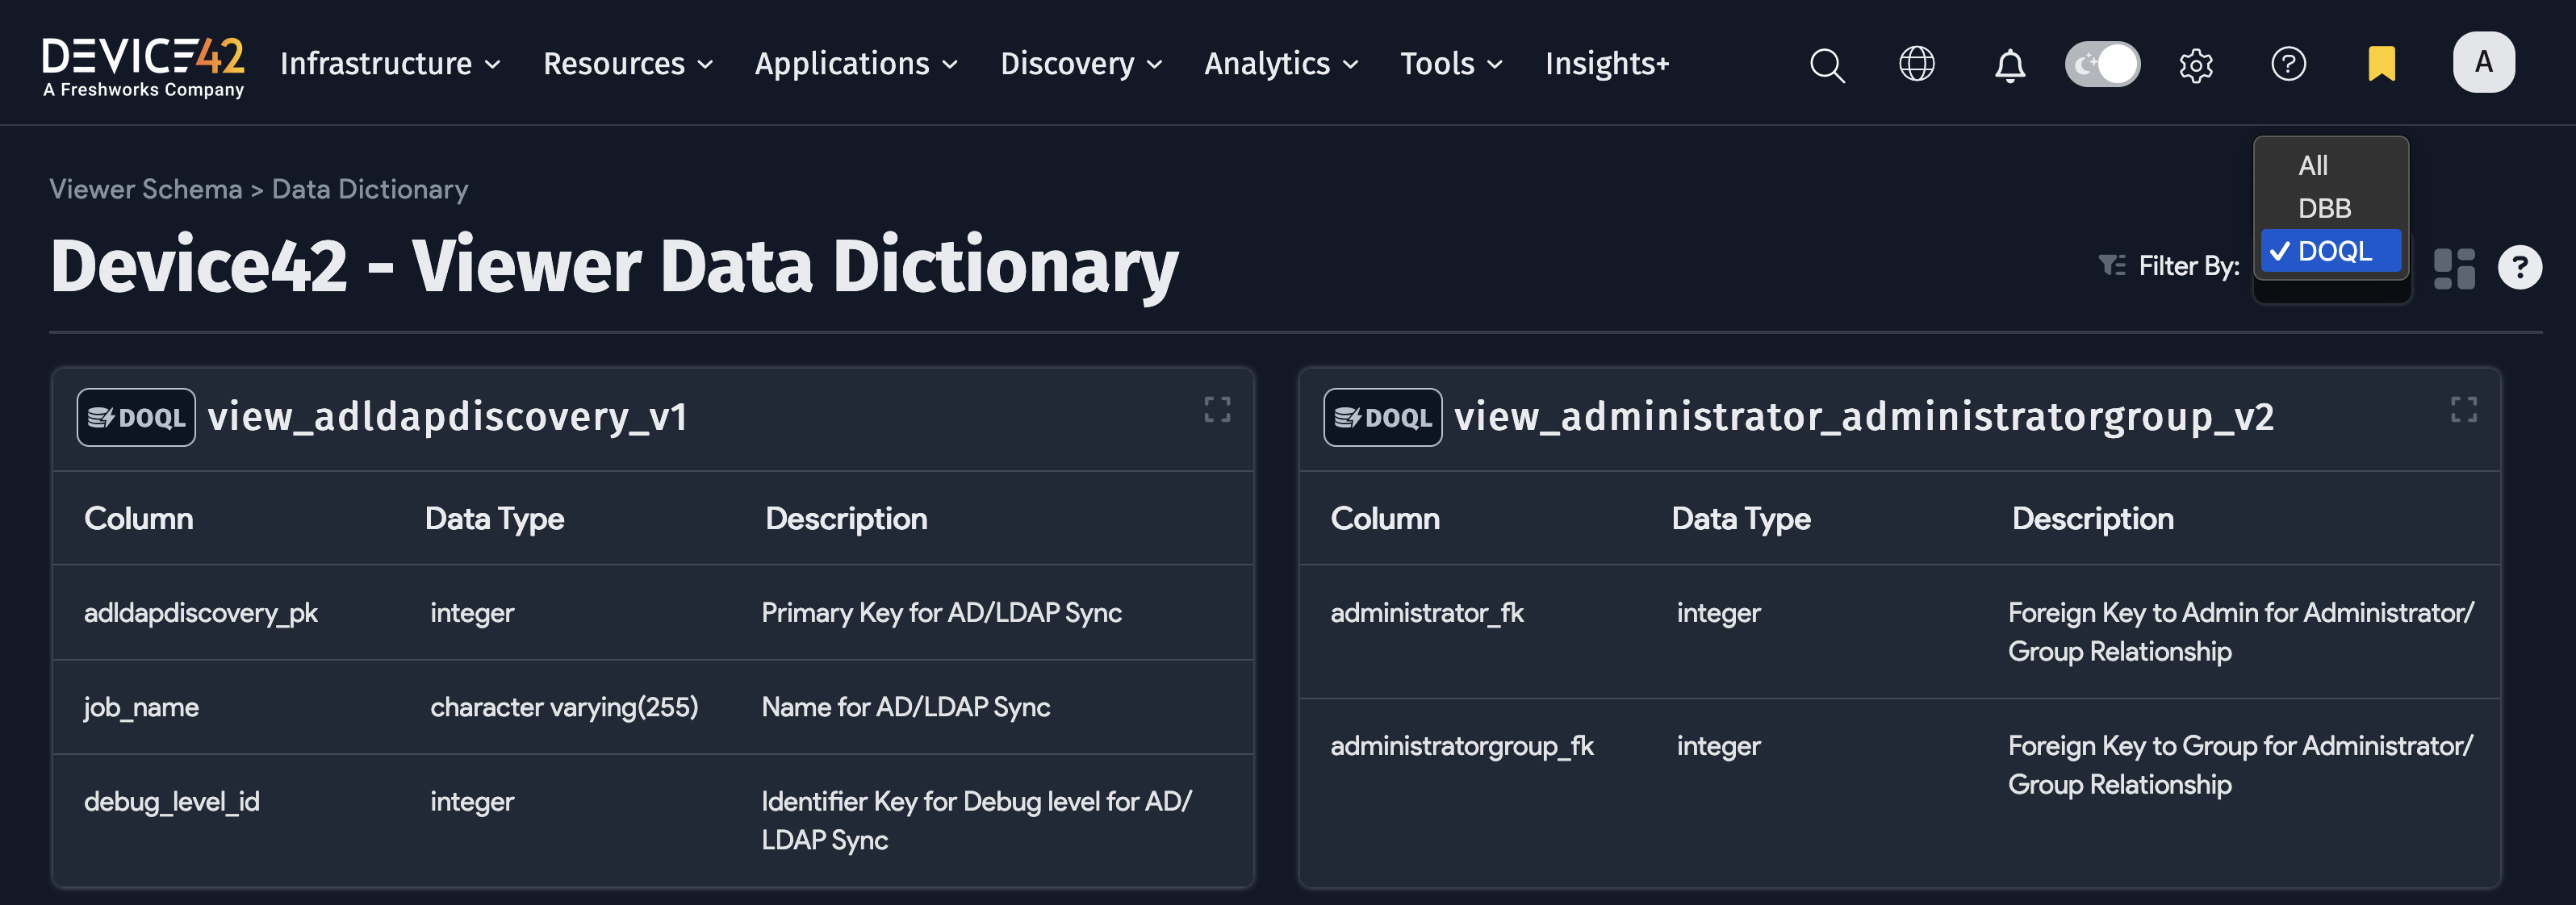 DEVICE42
A Freshworks Company
Infrastructure
Resources
Applications
Discovery
Analytics
Tools
Insights+
?
A
Viewer Schema > Data Dictionary
Device42 - Viewer Data Dictionary
Filter By:
All
DBB
DOQL
?
DOQL view_adldapdiscovery_v1
Column Data Type Description
adldapdiscovery_pk integer Primary Key for AD/LDAP Sync
job_name character varying(255) Name for AD/LDAP Sync
debug_level_id integer Identifier Key for Debug level for AD/
LDAP Sync
DOQL view_administrator_administratorgroup_v2
Column Data Type Description
administrator_fk integer Foreign Key to Admin for Administrator/
Group Relationship
administratorgroup_fk integer Foreign Key to Group for Administrator/
Group Relationship